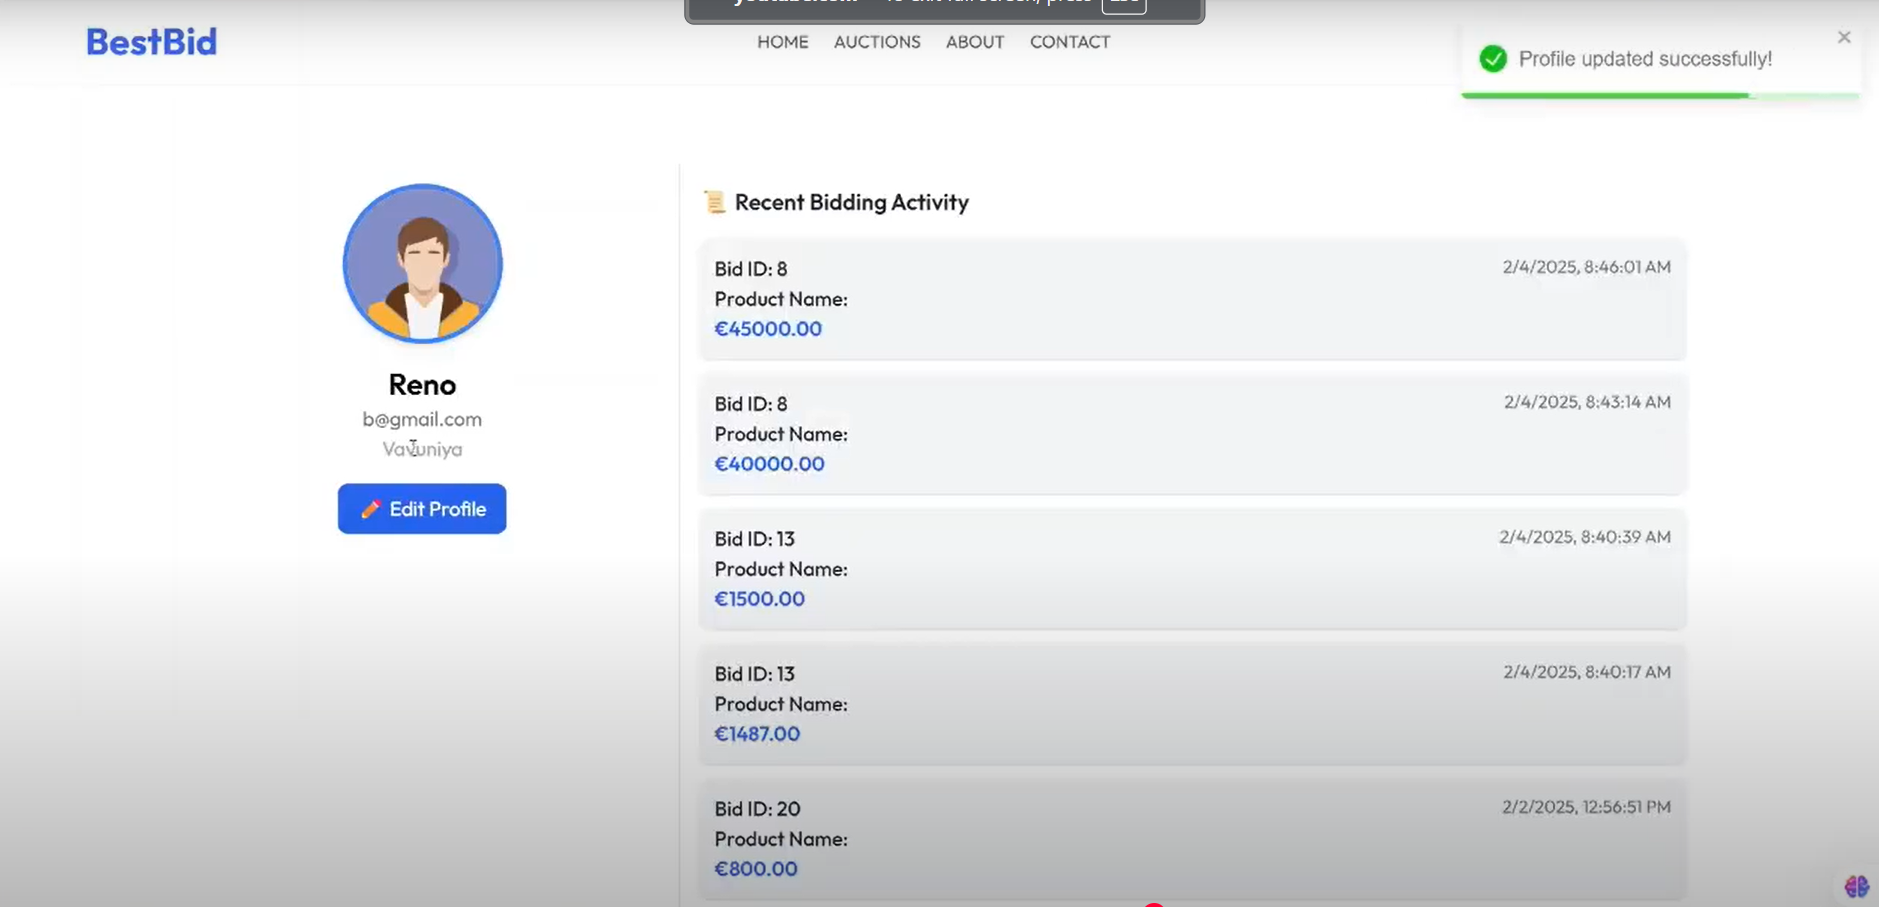 BestBid
HOME AUCTIONS ABOUT CONTACT
Profile updated successfully!
Recent Bidding Activity
Reno
b@gmail.com
Vavuniya
Edit Profile
Bid ID: 8
2/4/2025, 8:46:01 AM
Product Name:
€45000.00
Bid ID: 8
2/4/2025, 8:43:14 AM
Product Name:
€40000.00
Bid ID: 13
2/4/2025, 8:40:39 AM
Product Name:
€1500.00
Bid ID: 13
2/4/2025, 8:40:17 AM
Product Name:
€1487.00
Bid ID: 20
2/2/2025, 12:56:51 PM
Product Name:
€800.00